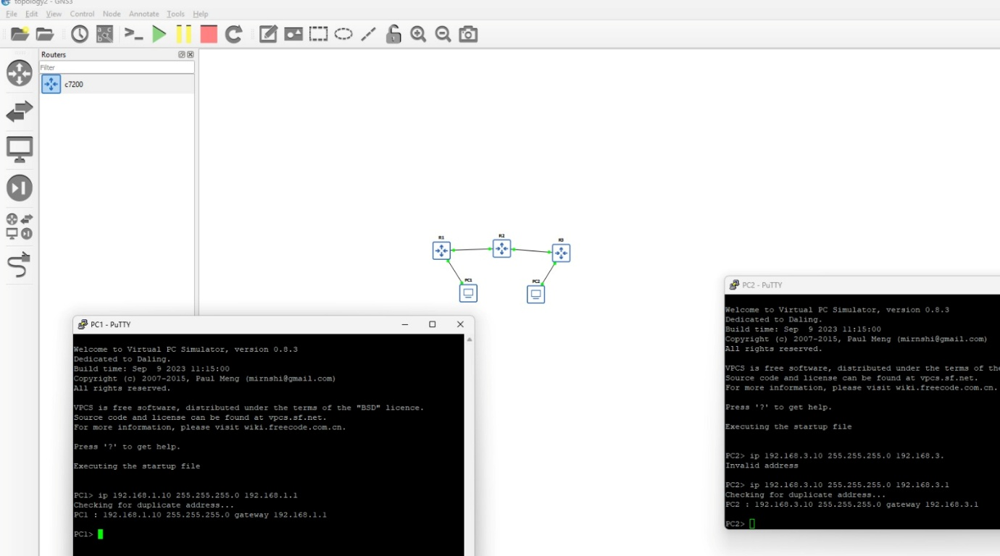 topology2 - GNS3
File Edit View Control Node Annotate Tools Help
Routers
Filter
c7200
R1
R2
R3
PC1
PC2
PC1 - PuTTY
Welcome to Virtual PC Simulator, version 0.8.3
Dedicated to Daling.
Build time: Sep  9 2023 11:15:00
Copyright (c) 2007-2015, Paul Meng (mirnshi@gmail.com)
All rights reserved.
VPCS is free software, distributed under the terms of the "BSD" licence.
Source code and license can be found at vpcs.sf.net.
For more information, please visit wiki.freecode.com.cn.
Press '?' to get help.
Executing the startup file
PC1> ip 192.168.1.10 255.255.255.0 192.168.1.1
Checking for duplicate address...
PC1 : 192.168.1.10 255.255.255.0 gateway 192.168.1.1
PC1>
PC2 - PuTTY
Welcome to Virtual PC Simulator, version 0.8.3
Dedicated to Daling.
Build time: Sep  9 2023 11:15:00
Copyright (c) 2007-2015, Paul Meng (mirnshi@gmail.com)
All rights reserved.
VPCS is free software, distributed under the terms of the
Source code and license can be found at vpcs.sf.net.
For more information, please visit wiki.freecode.com.cn.
Press '?' to get help.
Executing the startup file
PC2> ip 192.168.3.10 255.255.255.0 192.168.3.
Invalid address
PC2> ip 192.168.3.10 255.255.255.0 192.168.3.1
Checking for duplicate address...
PC2 : 192.168.3.10 255.255.255.0 gateway 192.168.3.1
PC2>